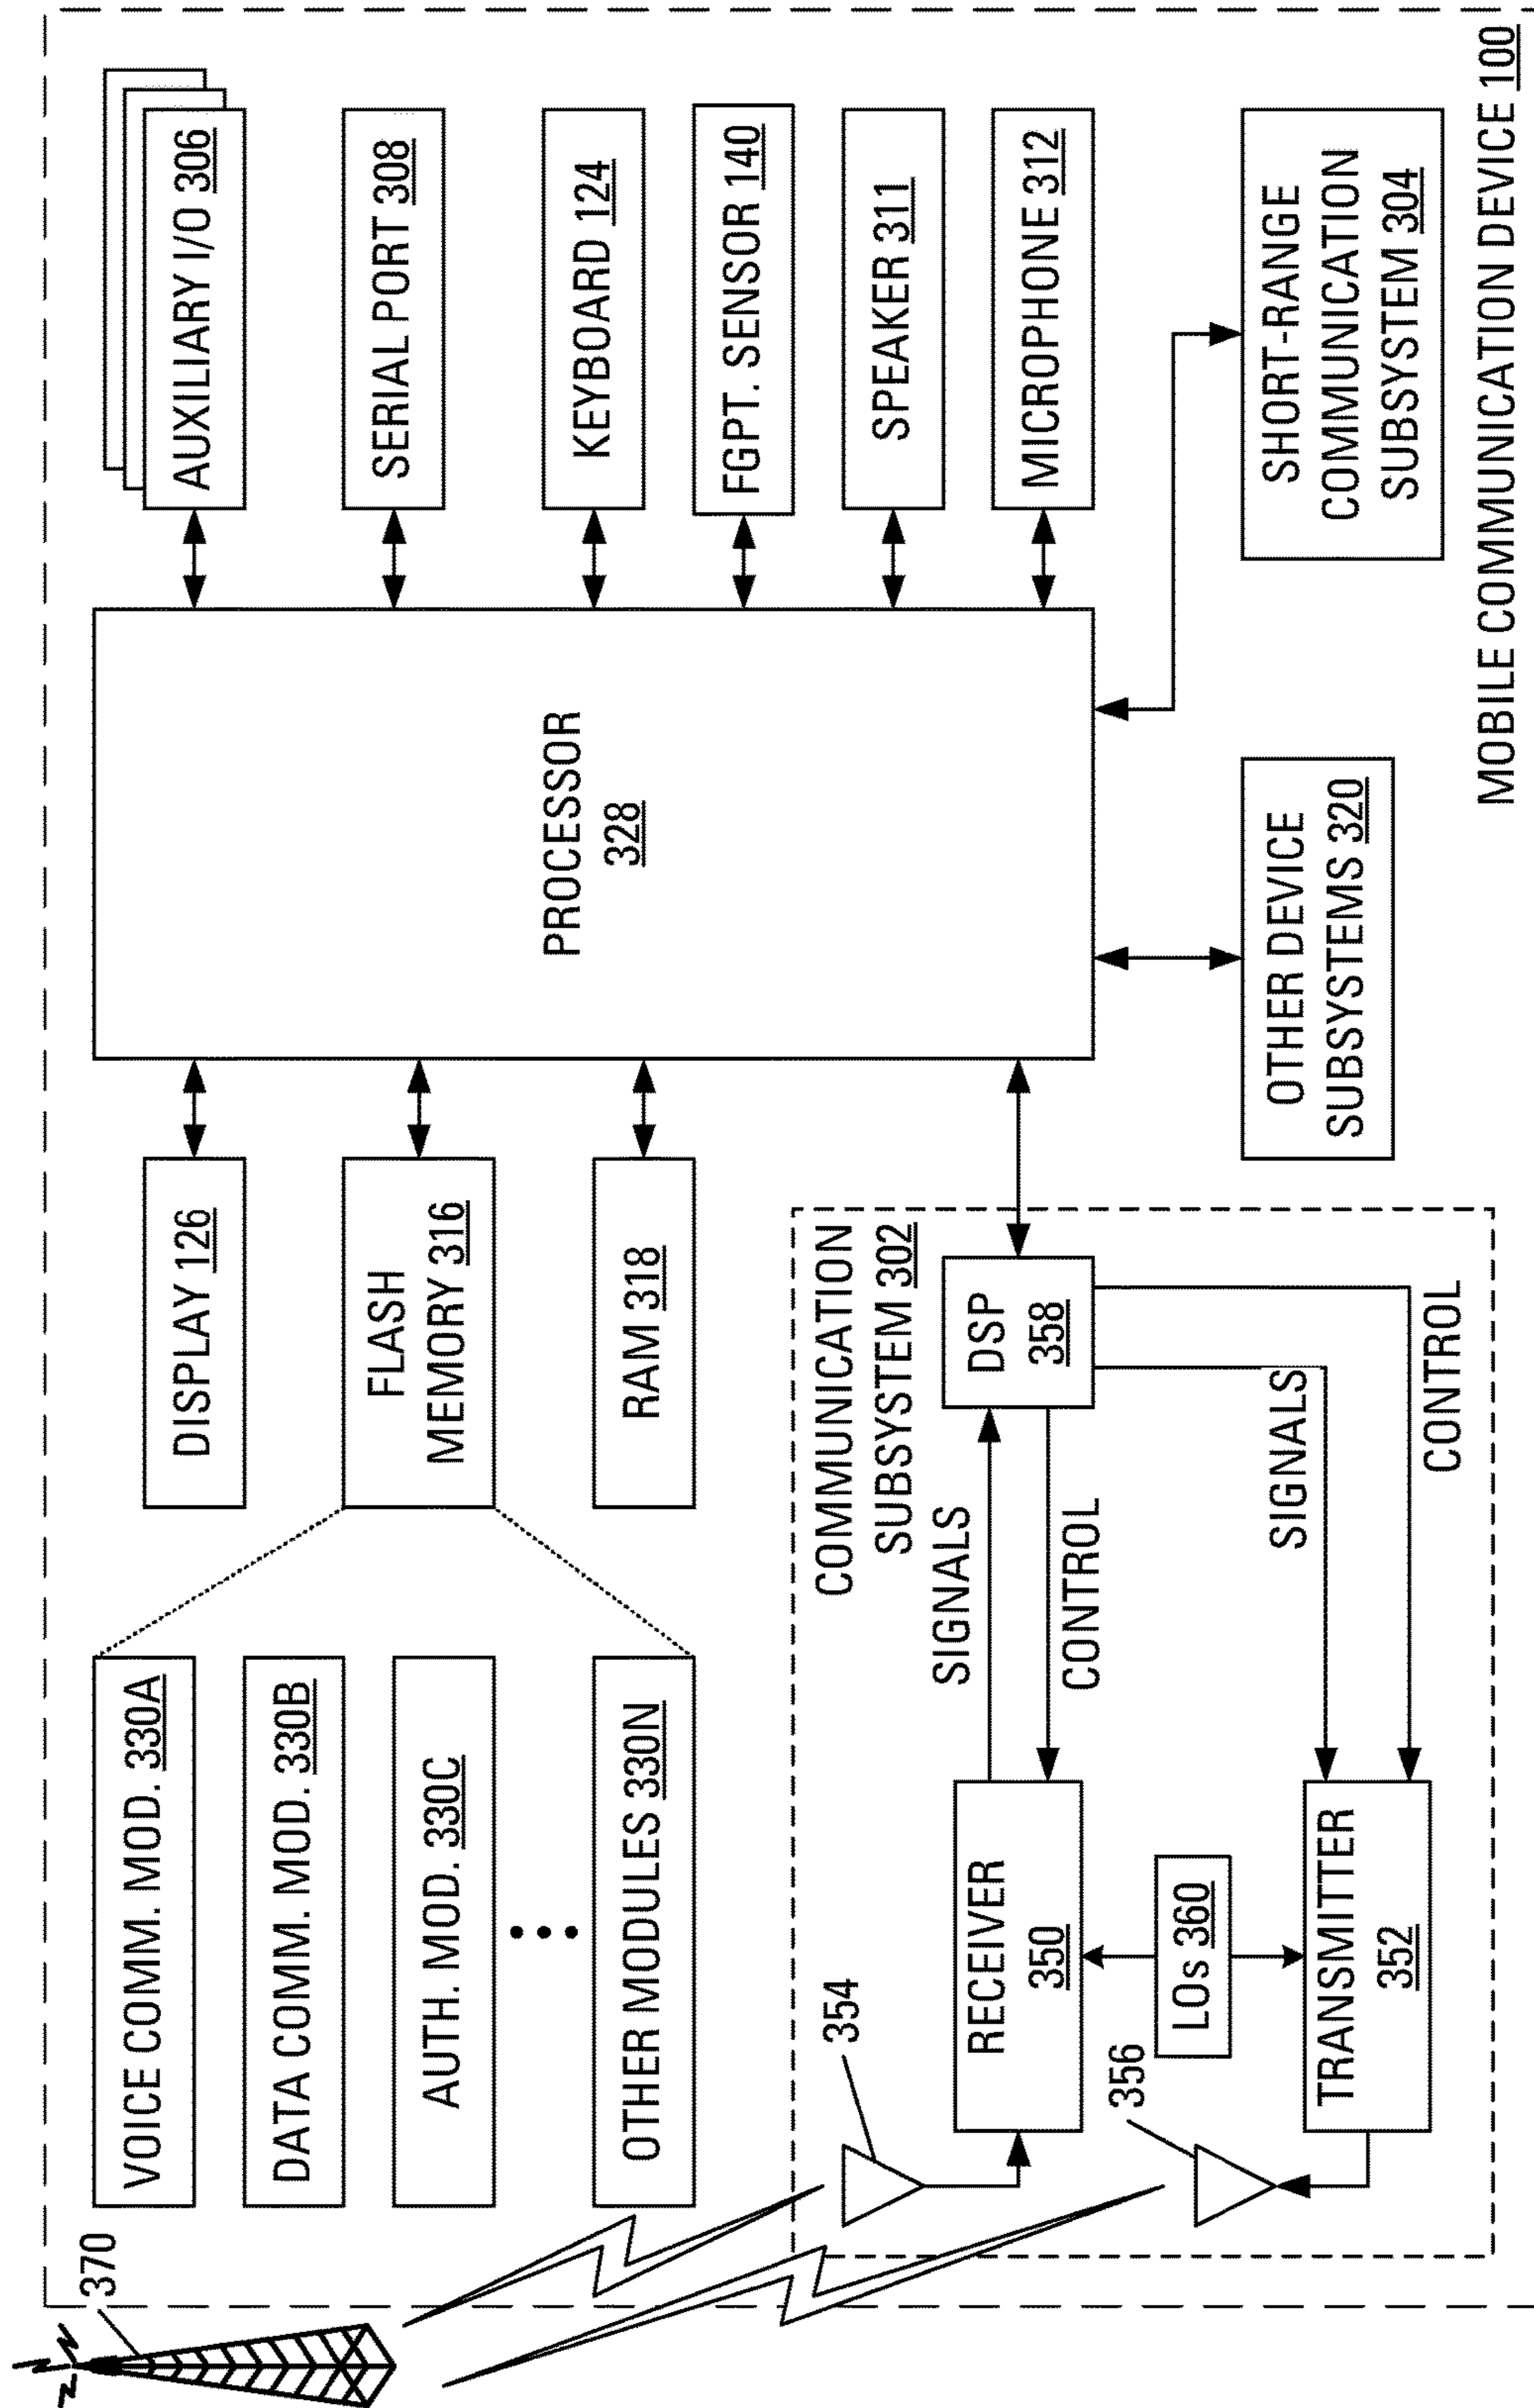 370
VOICE COMM. MOD. 330A
DATA COMM. MOD. 330B
AUTH. MOD. 330C
OTHER MODULES 330N
DISPLAY 126
FLASH
MEMORY 316
RAM 318
PROCESSOR
328
AUXILIARY I/O 306
SERIAL PORT 308
KEYBOARD 124
FGPT. SENSOR 140
SPEAKER 311
MICROPHONE 312
COMMUNICATION
SUBSYSTEM 302
354
RECEIVER
350
SIGNALS
CONTROL
DSP
358
356
LOs 360
TRANSMITTER
352
SIGNALS
CONTROL
OTHER DEVICE
SUBSYSTEMS 320
SHORT-RANGE
COMMUNICATION
SUBSYSTEM 304
MOBILE COMMUNICATION DEVICE 100